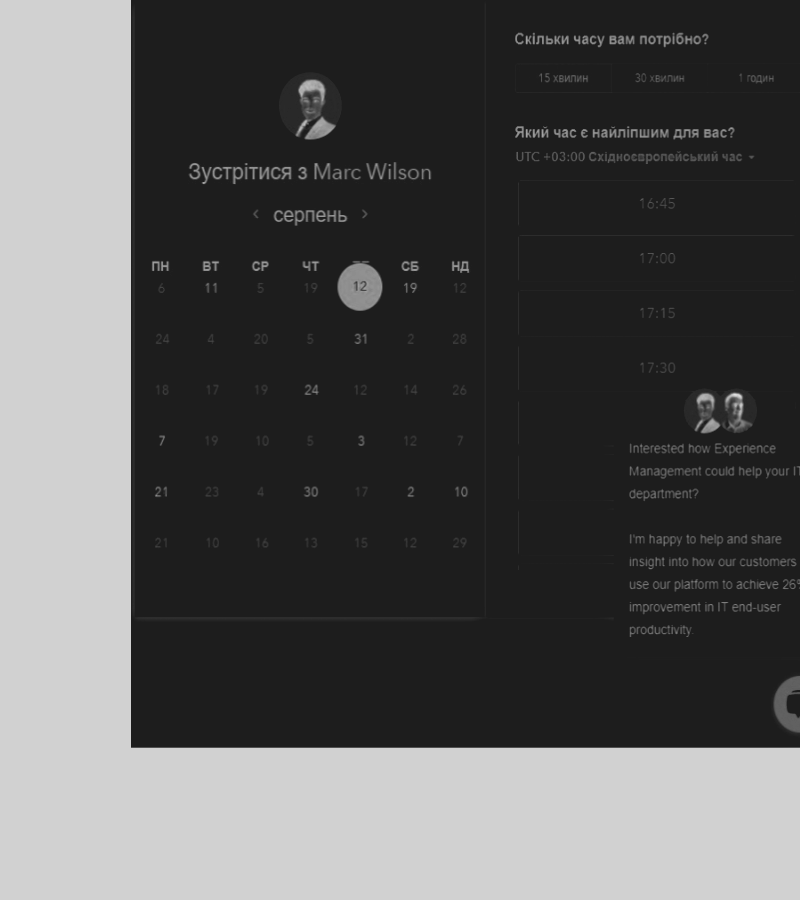 Зустрітися з Marc Wilson
‹ серпень ›
ПН ВТ СР ЧТ СБ НД
6 11 5 19 12 19 12
24 4 20 5 31 2 28
18 17 19 24 12 14 26
7 19 10 5 3 12 7
21 23 4 30 17 2 10
21 10 16 13 15 12 29
Скільки часу вам потрібно?
15 хвилин 30 хвилин 1 годин
Який час є найліпшим для вас?
UTC +03:00 Східноєвропейський час
16:45
17:00
17:15
17:30
Interested how Experience
Management could help your IT
department?
I'm happy to help and share
insight into how our customers
use our platform to achieve 26%
improvement in IT end-user
productivity.